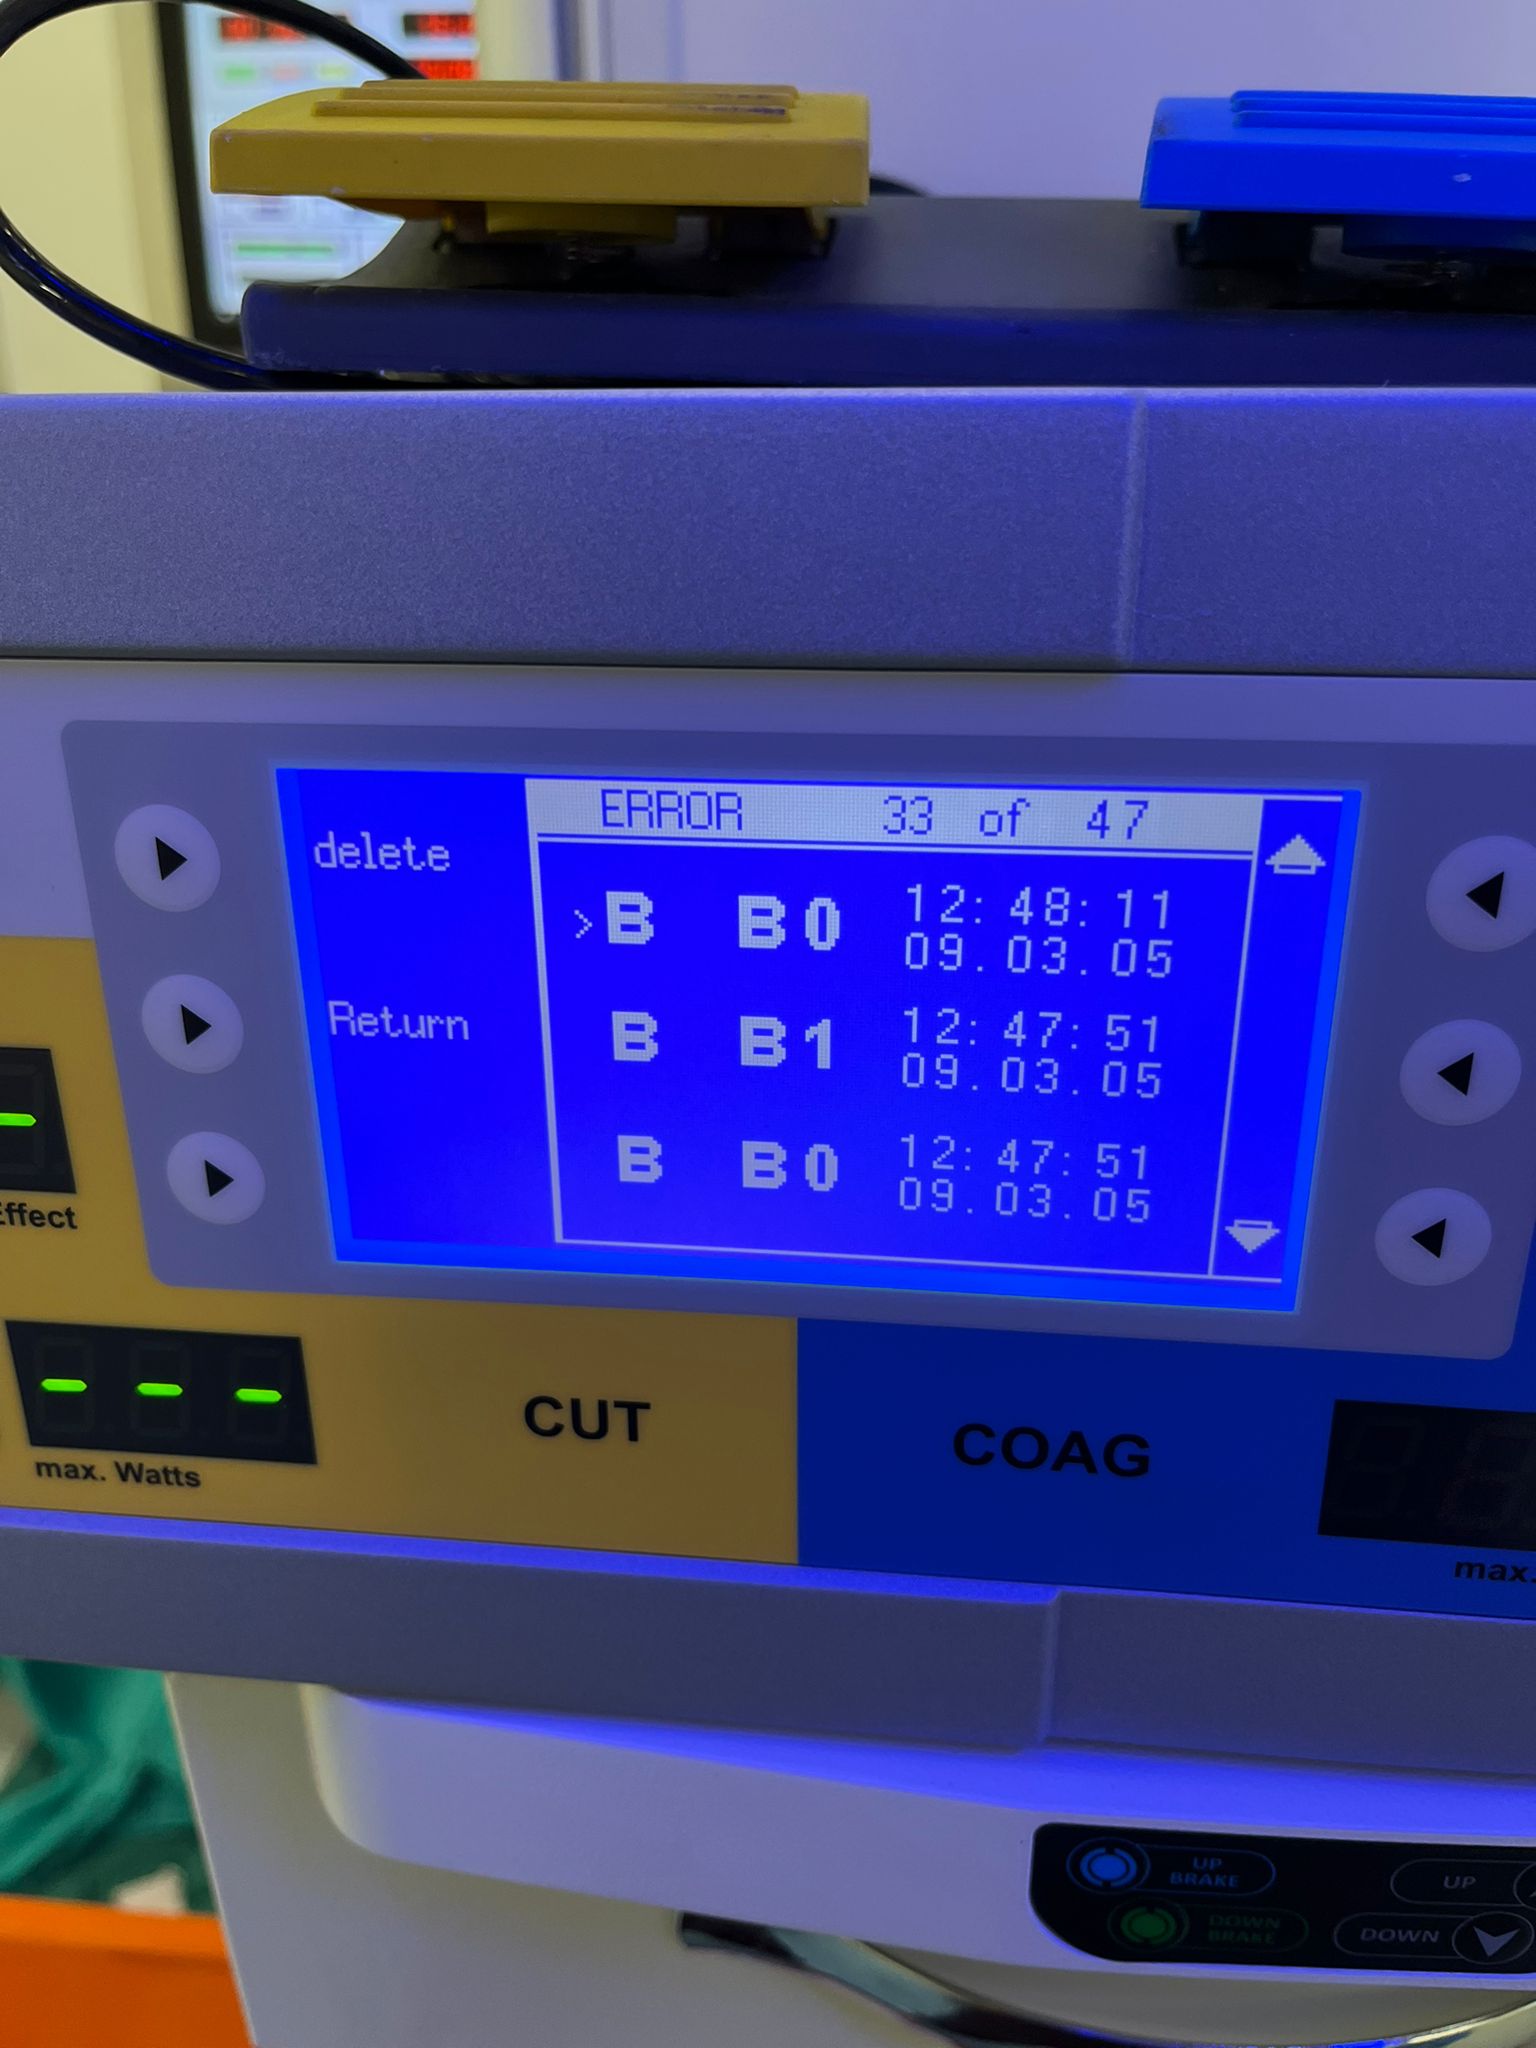 ERROR 33 of 47
delete
>B B0 12:48:11
09.03.05
Return
B B1 12:47:51
09.03.05
B B0 12:47:51
09.03.05
Effect
- - -
max. Watts
CUT
COAG
max.
UP
BRAKE
UP
DOWN
BRAKE
DOWN